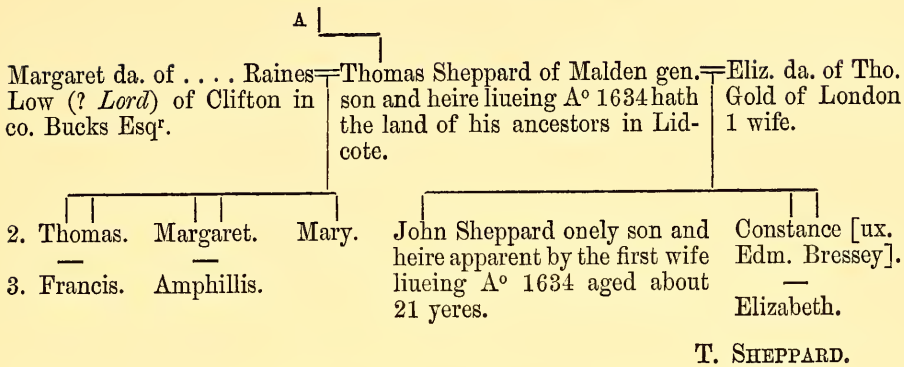 A
Margaret da. of .... Raines=Thomas Sheppard of Malden gen.=Eliz. da. of Tho.
Low (? Lord) of Clifton in son and heire liueing Aº 1634 hath Gold of London
co. Bucks Esqr. the land of his ancestors in Lid- 1 wife.
cote.
2. Thomas. Margaret. Mary. John Sheppard onely son and Constance [ux.
heire apparent by the first wife Edm. Bressey].
3. Francis. Amphillis. liueing Aº 1634 aged about
21 yeres. Elizabeth.
T. SHEPPARD.